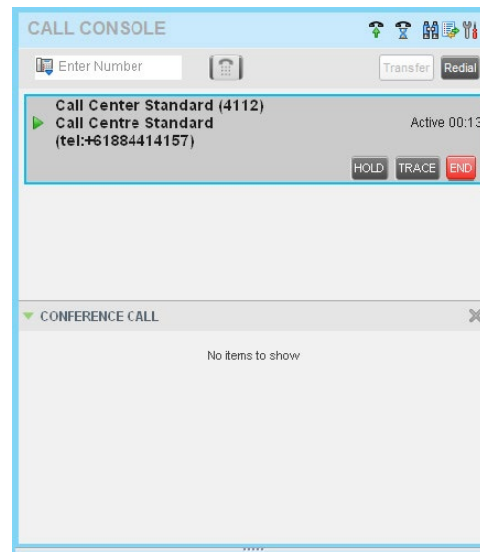 CALL CONSOLE
Enter Number
Transfer
Redial
Call Center Standard (4112)
Call Centre Standard
(tel:+61884414157)
Active 00:13
HOLD
TRACE
END
CONFERENCE CALL
No items to show